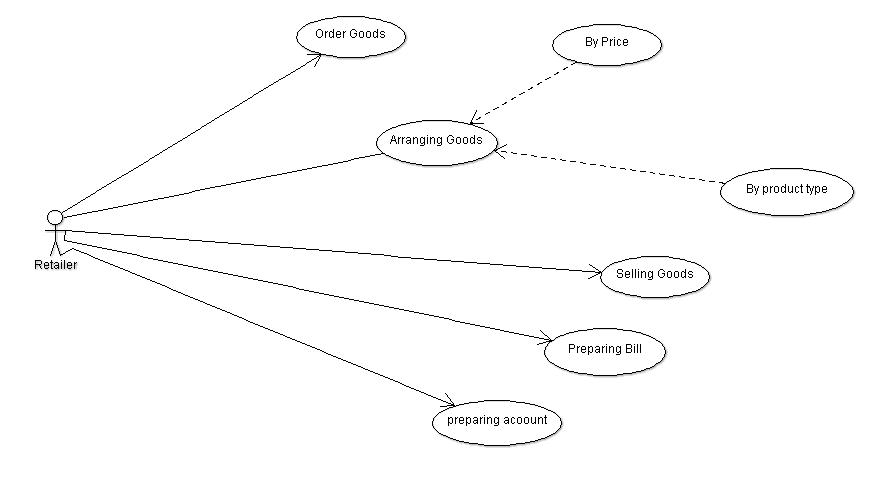 Order Goods
By Price
Arranging Goods
By product type
Retailer
Selling Goods
Preparing Bill
preparing acoount